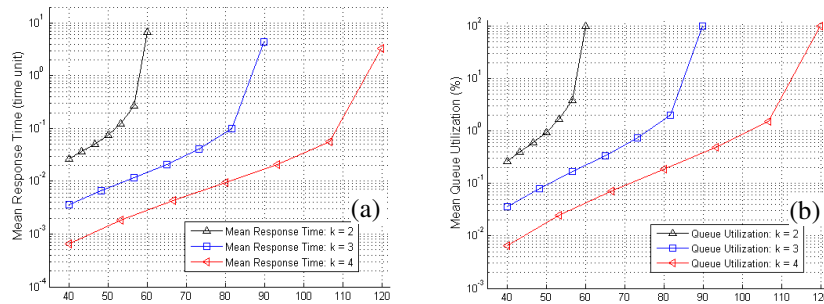 Mean Response Time (time unit)
10^1
10^0
10^-1
10^-2
10^-3
10^-4
40 50 60 70 80 90 100 110 120
(a)
Mean Response Time: k = 2
Mean Response Time: k = 3
Mean Response Time: k = 4
Mean Queue Utilization (%)
10^2
10^1
10^0
10^-1
10^-2
10^-3
40 50 60 70 80 90 100 110 120
(b)
Queue Utilization: k = 2
Queue Utilization: k = 3
Queue Utilization: k = 4